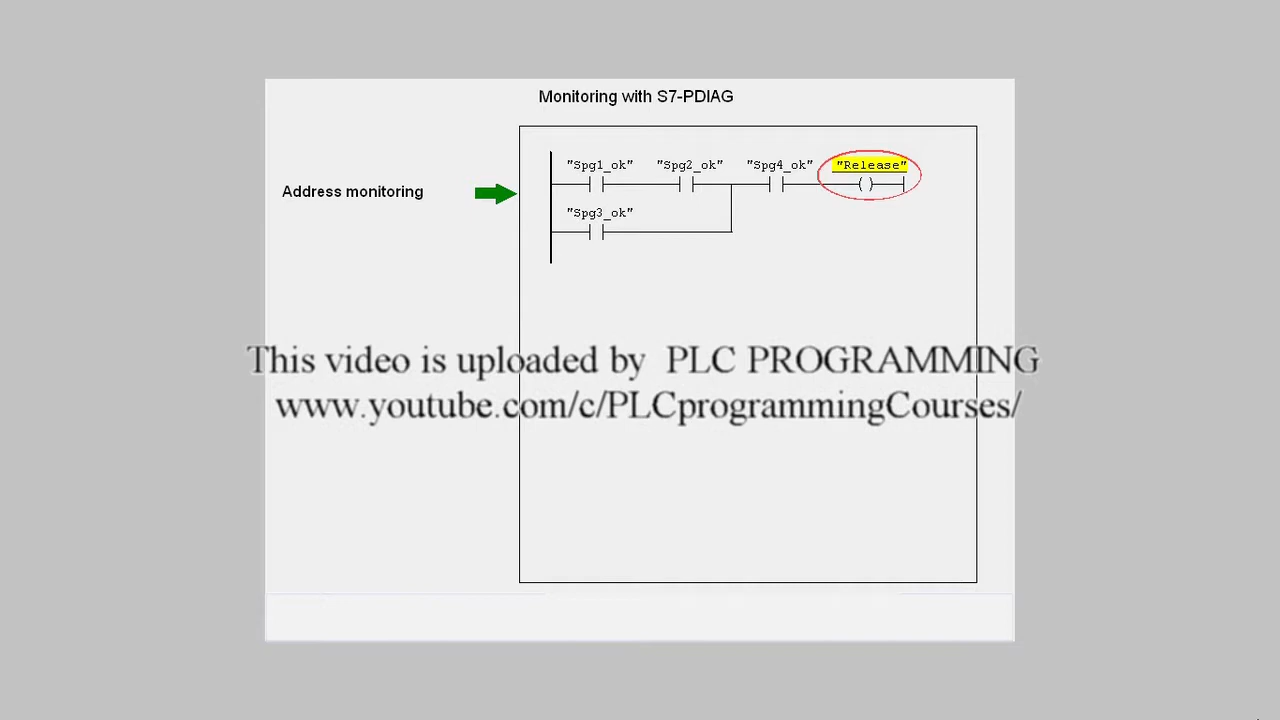 Monitoring with S7-PDIAG
"Spg1_ok" "Spg2_ok" "Spg4_ok" "Release"
Address monitoring
"Spg3_ok"
This video is uploaded by PLC PROGRAMMING
www.youtube.com/c/PLCprogrammingCourses/